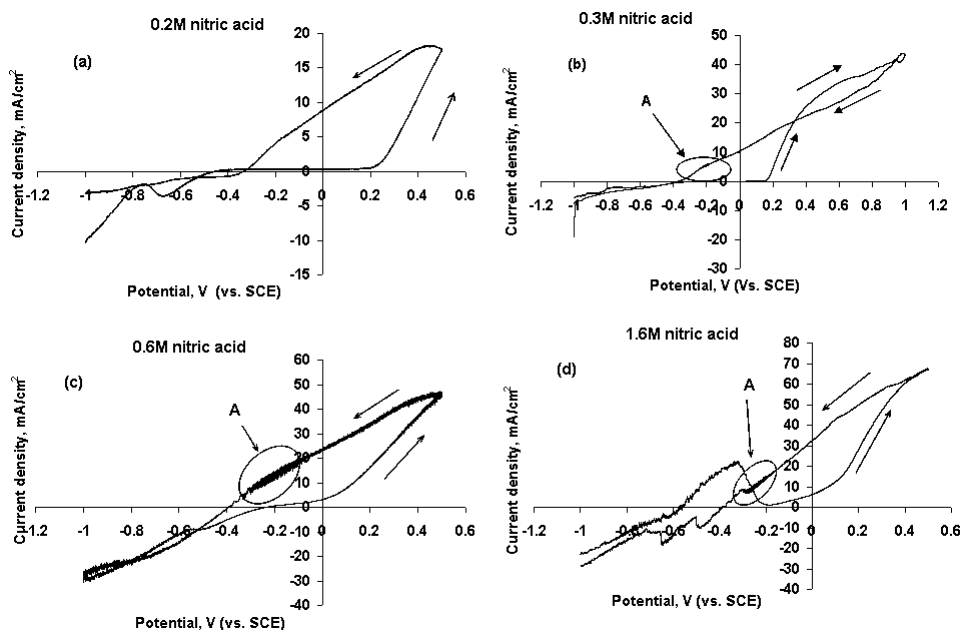 0.2M nitric acid
(a)
Current density, mA/cm²
20
15
10
5
0
-5
-10
-15
-1 -0.8 -0.6 -0.4 -0.2 0 0.2 0.4 0.6
Potential, V (vs. SCE)
0.3M nitric acid
(b)
A
Current density, mA/cm²
50
40
30
20
10
0
-10
-20
-30
-1.2 -1 -0.8 -0.6 -0.4 -0.2 0 0.2 0.4 0.6 0.8 1 1.2
Potential, V (Vs. SCE)
0.6M nitric acid
(c)
A
Current density, mA/cm²
60
50
40
30
20
10
0
-10
-20
-30
-40
-1 -0.8 -0.6 -0.4 -0.2 0 0.2 0.4 0.6
Potential, V (vs. SCE)
1.6M nitric acid
(d)
A
Current density, mA/cm²
80
70
60
50
40
30
20
10
0
-10
-20
-30
-40
-1 -0.8 -0.6 -0.4 -0.2 0 0.2 0.4 0.6
Potential, V (vs. SCE)